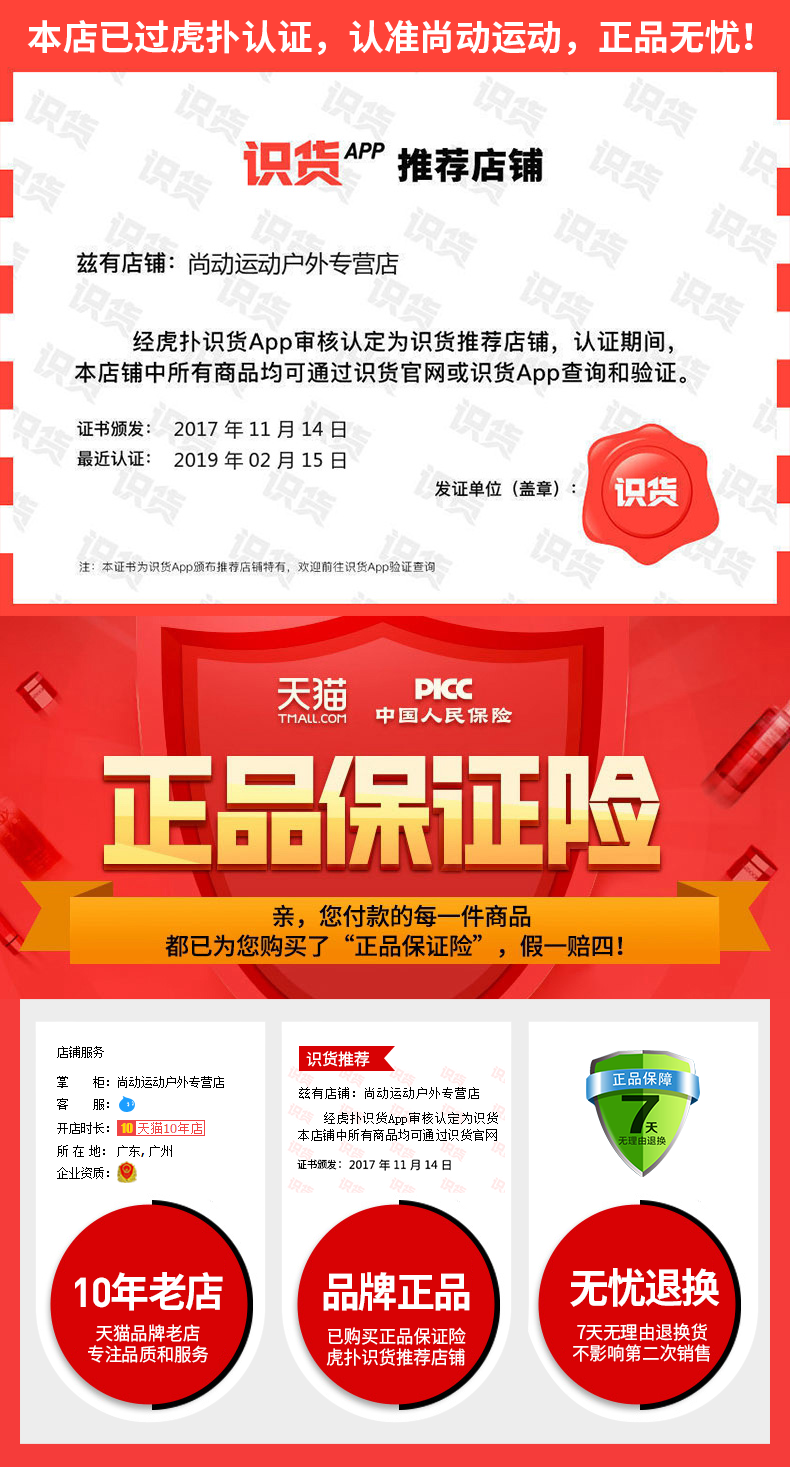 本店已过虎扑认证，认准尚动运动，正品无忧！
识货APP 推荐店铺
兹有店铺：尚动运动户外专营店
经虎扑识货App审核认定为识货推荐店铺，认证期间，
本店铺中所有商品均可通过识货官网或识货App查询和验证。
证书颁发： 2017 年 11 月 14 日
最近认证： 2019 年 02 月 15 日
发证单位（盖章）：
识货
注：本证书为识货App颁布推荐店铺特有，欢迎前往识货App验证查询
天猫
TMALL.COM
PICC
中国人民保险
正品保证险
亲，您付款的每一件商品
都已为您购买了“正品保证险”，假一赔四！
店铺服务
掌 柜：尚动运动户外专营店
客 服：
开店时长：10 天猫10年店
所 在 地： 广东, 广州
企业资质：
10年老店
天猫品牌老店
专注品质和服务
识货推荐
兹有店铺：尚动运动户外专营店
经虎扑识货App审核认定为识货
本店铺中所有商品均可通过识货官网
证书颁发： 2017 年 11 月 14 日
品牌正品
已购买正品保证险
虎扑识货推荐店铺
正品保障
7天
无理由退换
无忧退换
7天无理由退换货
不影响第二次销售